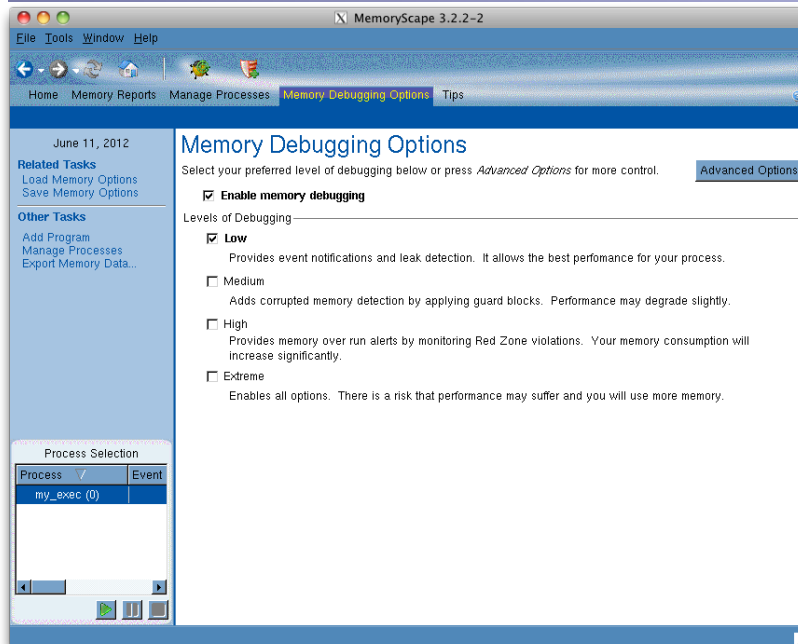 X MemoryScape 3.2.2-2
File Tools Window Help
Home Memory Reports Manage Processes Memory Debugging Options Tips
June 11, 2012
Related Tasks
Load Memory Options
Save Memory Options
Other Tasks
Add Program
Manage Processes
Export Memory Data...
Memory Debugging Options
Select your preferred level of debugging below or press Advanced Options for more control.
Advanced Options
Enable memory debugging
Levels of Debugging
Low
Provides event notifications and leak detection. It allows the best perfomance for your process.
Medium
Adds corrupted memory detection by applying guard blocks. Performance may degrade slightly.
High
Provides memory over run alerts by monitoring Red Zone violations. Your memory consumption will
increase significantly.
Extreme
Enables all options. There is a risk that performance may suffer and you will use more memory.
Process Selection
Process Event
my_exec (0)